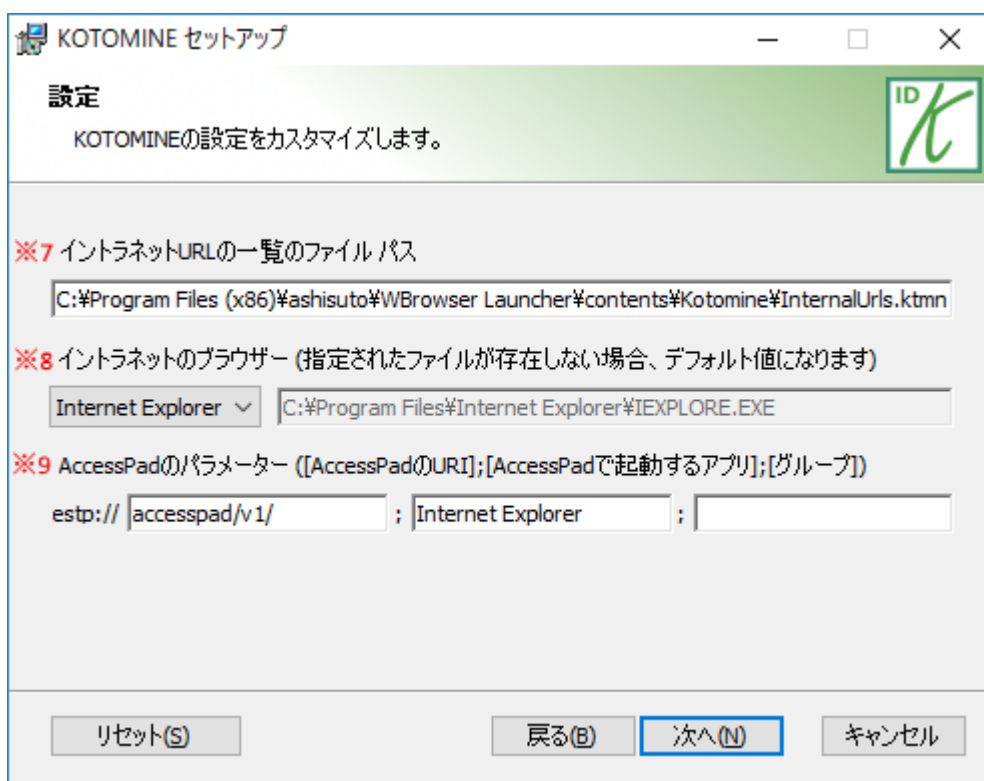 KOTOMINE セットアップ
設定
KOTOMINEの設定をカスタマイズします。
ID K
※7 イントラネットURLの一覧のファイル パス
C:¥Program Files (x86)¥ashisuto¥WBrowser Launcher¥contents¥Kotomine¥InternalUrls.ktmn
※8 イントラネットのブラウザー (指定されたファイルが存在しない場合、デフォルト値になります)
Internet Explorer C:¥Program Files¥Internet Explorer¥IEXPLORE.EXE
※9 AccessPadのパラメーター ([AccessPadのURI];[AccessPadで起動するアプリ];[グループ])
estp:// accesspad/v1/ ; Internet Explorer ;
リセット(S) 戻る(B) 次へ(N) キャンセル